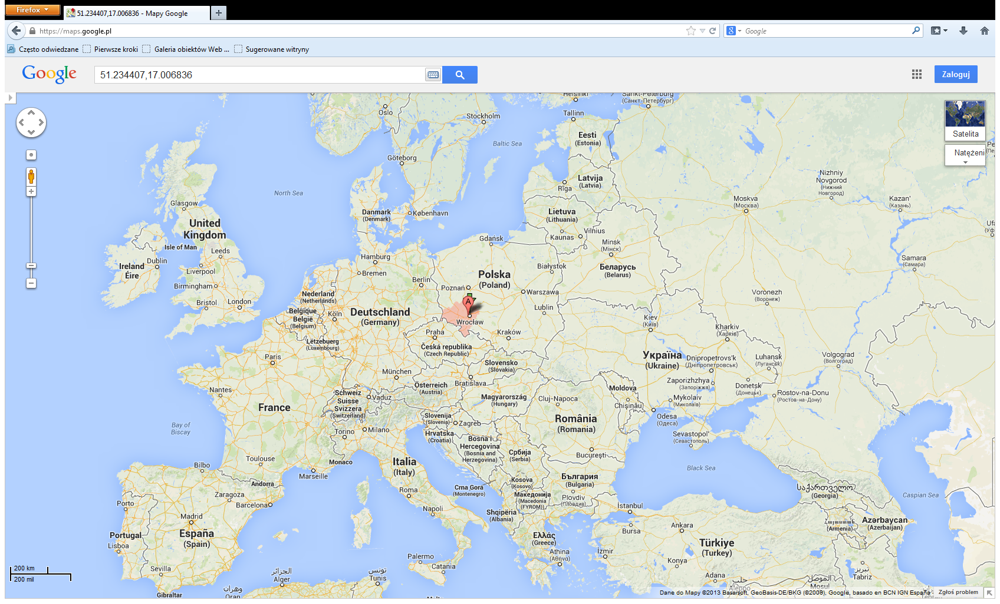 Firefox
51.234407,17.006836 - Mapy Google
https://maps.google.pl
Google
Często odwiedzane
Pierwsze kroki
Galeria obiektów Web ...
Sugerowane witryny
Google
51.234407,17.006836
Zaloguj
Satelita
Natężeni
Oslo
Stockholm
Helsinki
Tallinn
Sankt-Peterburg
(Санкт-Петербург)
Eesti
(Estonia)
Baltic Sea
Göteborg
Latvija
(Latvia)
Rīga
Nizhniy
Novgorod
(Нижний
Новгород)
North Sea
Glasgow
Danmark
(Denmark)
København
Lietuva
(Lithuania)
Moskva
(Москва)
Kazan'
(Казань)
United
Kingdom
Isle of Man
Leeds
Kaunas
Vilnius
Gdańsk
Minsk
(Минск)
Ireland
Éire
Dublin
Liverpool
Hamburg
Bremen
Białystok
Беларусь
(Belarus)
Samara
(Самара)
Birmingham
Berlin
Polska
(Poland)
Poznań
Warszawa
Voronezh
(Воронеж)
Bristol
London
Nederland
(Netherlands)
België
Belgique
(Belgium)
Köln
Deutschland
(Germany)
A
Wrocław
Lublin
Kiev
(Київ)
Kharkiv
(Харків)
Lëtzebuerg
(Luxembourg)
Praha
Kraków
Česká republika
(Czech Republic)
Paris
Slovensko
(Slovakia)
Україна
(Ukraine)
Dnipropetrovs'k
(Дніпропетровськ)
Luhansk
(Луганськ)
Volgograd
(Волгоград)
München
Österreich
(Austria)
Bratislava
Nantes
Schweiz
Suisse
Svizzera
(Switzerland)
Vaduz
Magyarország
(Hungary)
Cluj-Napoca
Moldova
Chișinău
Zaporizhzhya
(Запоріжжя)
Donetsk
(Донецьк)
Rostov-na-Donu
(Ростов-на-Дону)
Mykolaiv
(Миколаїв)
France
Slovenija
(Slovenia)
Zagreb
România
(Romania)
Odesa
(Одеса)
Bay of
Biscay
Torino
Milano
Hrvatska
(Croatia)
Bosna i
Hercegovina
(Bosnia and
Herzegovina)
Србија
(Serbia)
București
Sevastopol'
(Севастополь)
Toulouse
Monaco
Italia
(Italy)
Black Sea
Bilbo
Marseille
Andorra
Roma
Crna Gora
(Montenegro)
Kosova
(Kosovo)
България
(Bulgaria)
საქართველო
(Georgia)
Caspian Sea
Zaragoza
Barcelona
Македонија
(Macedonia
(FYROM))
Plovdiv
(Пловдив)
İstanbul
Porto
Napoli
Shqipëria
(Albania)
Madrid
España
(Spain)
Ankara
Bursa
(Armenia)
Azərbaycan
(Azerbaijan)
Portugal
Lisboa
Ελλάς
(Greece)
Türkiye
(Turkey)
Palermo
Catania
Athina
(Αθήνα)
İzmir
Konya
Sevilla
الجزائر
Alger
تونس
Tunis
Adana
تبریز
Tabriz
حلب
Aleppo
الموصل
Mosul
وهران
Gibraltar
Malta
200 km
200 mil
Dane do Mapy ©2013 Basarsoft, GeoBasis-DE/BKG (©2009), Google, basado en BCN IGN España
Zgłoś problem